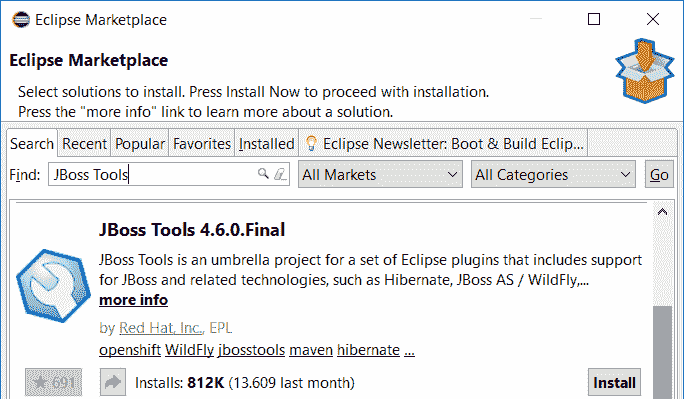 Eclipse Marketplace
Eclipse Marketplace
Select solutions to install. Press Install Now to proceed with installation.
Press the "more info" link to learn more about a solution.
Search Recent Popular Favorites Installed Eclipse Newsletter: Boot & Build Eclip...
Find: JBoss Tools All Markets All Categories Go
JBoss Tools 4.6.0.Final
JBoss Tools is an umbrella project for a set of Eclipse plugins that includes support
for JBoss and related technologies, such as Hibernate, JBoss AS / WildFly,...
more info
by Red Hat, Inc., EPL
openshift WildFly jbosstools maven hibernate ...
691 Installs: 812K (13.609 last month) Install